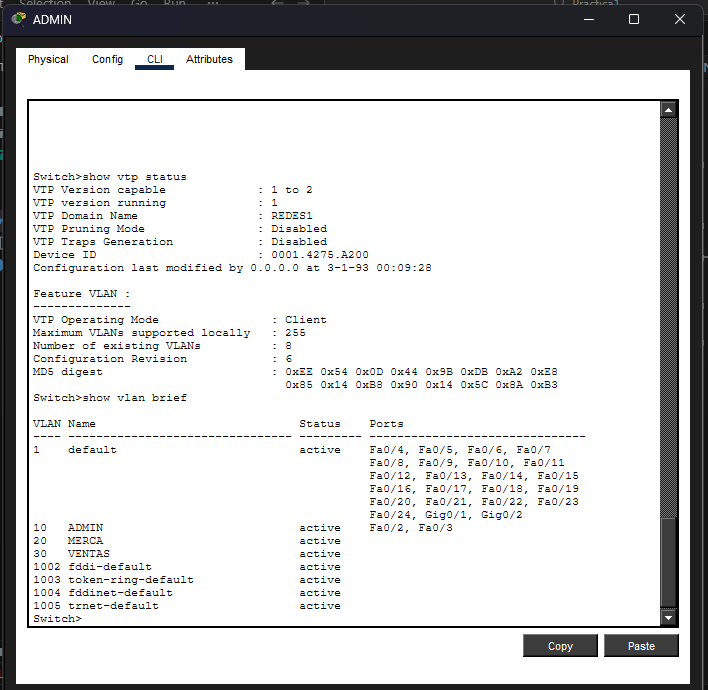 Selection View Go Run ...
Practica1
ADMIN
Physical Config CLI Attributes
Switch>show vtp status
VTP Version capable : 1 to 2
VTP version running : 1
VTP Domain Name : REDES1
VTP Pruning Mode : Disabled
VTP Traps Generation : Disabled
Device ID : 0001.4275.A200
Configuration last modified by 0.0.0.0 at 3-1-93 00:09:28
Feature VLAN :
--------------
VTP Operating Mode : Client
Maximum VLANs supported locally : 255
Number of existing VLANs : 8
Configuration Revision : 6
MD5 digest : 0xEE 0x54 0x0D 0x44 0x9B 0xDB 0xA2 0xE8
0x85 0x14 0xB8 0x90 0x14 0x5C 0x8A 0xB3
Switch>show vlan brief
VLAN Name Status Ports
---- -------------------------------- --------- -------------------------------
1 default active Fa0/4, Fa0/5, Fa0/6, Fa0/7
Fa0/8, Fa0/9, Fa0/10, Fa0/11
Fa0/12, Fa0/13, Fa0/14, Fa0/15
Fa0/16, Fa0/17, Fa0/18, Fa0/19
Fa0/20, Fa0/21, Fa0/22, Fa0/23
Fa0/24, Gig0/1, Gig0/2
10 ADMIN active Fa0/2, Fa0/3
20 MERCA active
30 VENTAS active
1002 fddi-default active
1003 token-ring-default active
1004 fddinet-default active
1005 trnet-default active
Switch>
Copy Paste